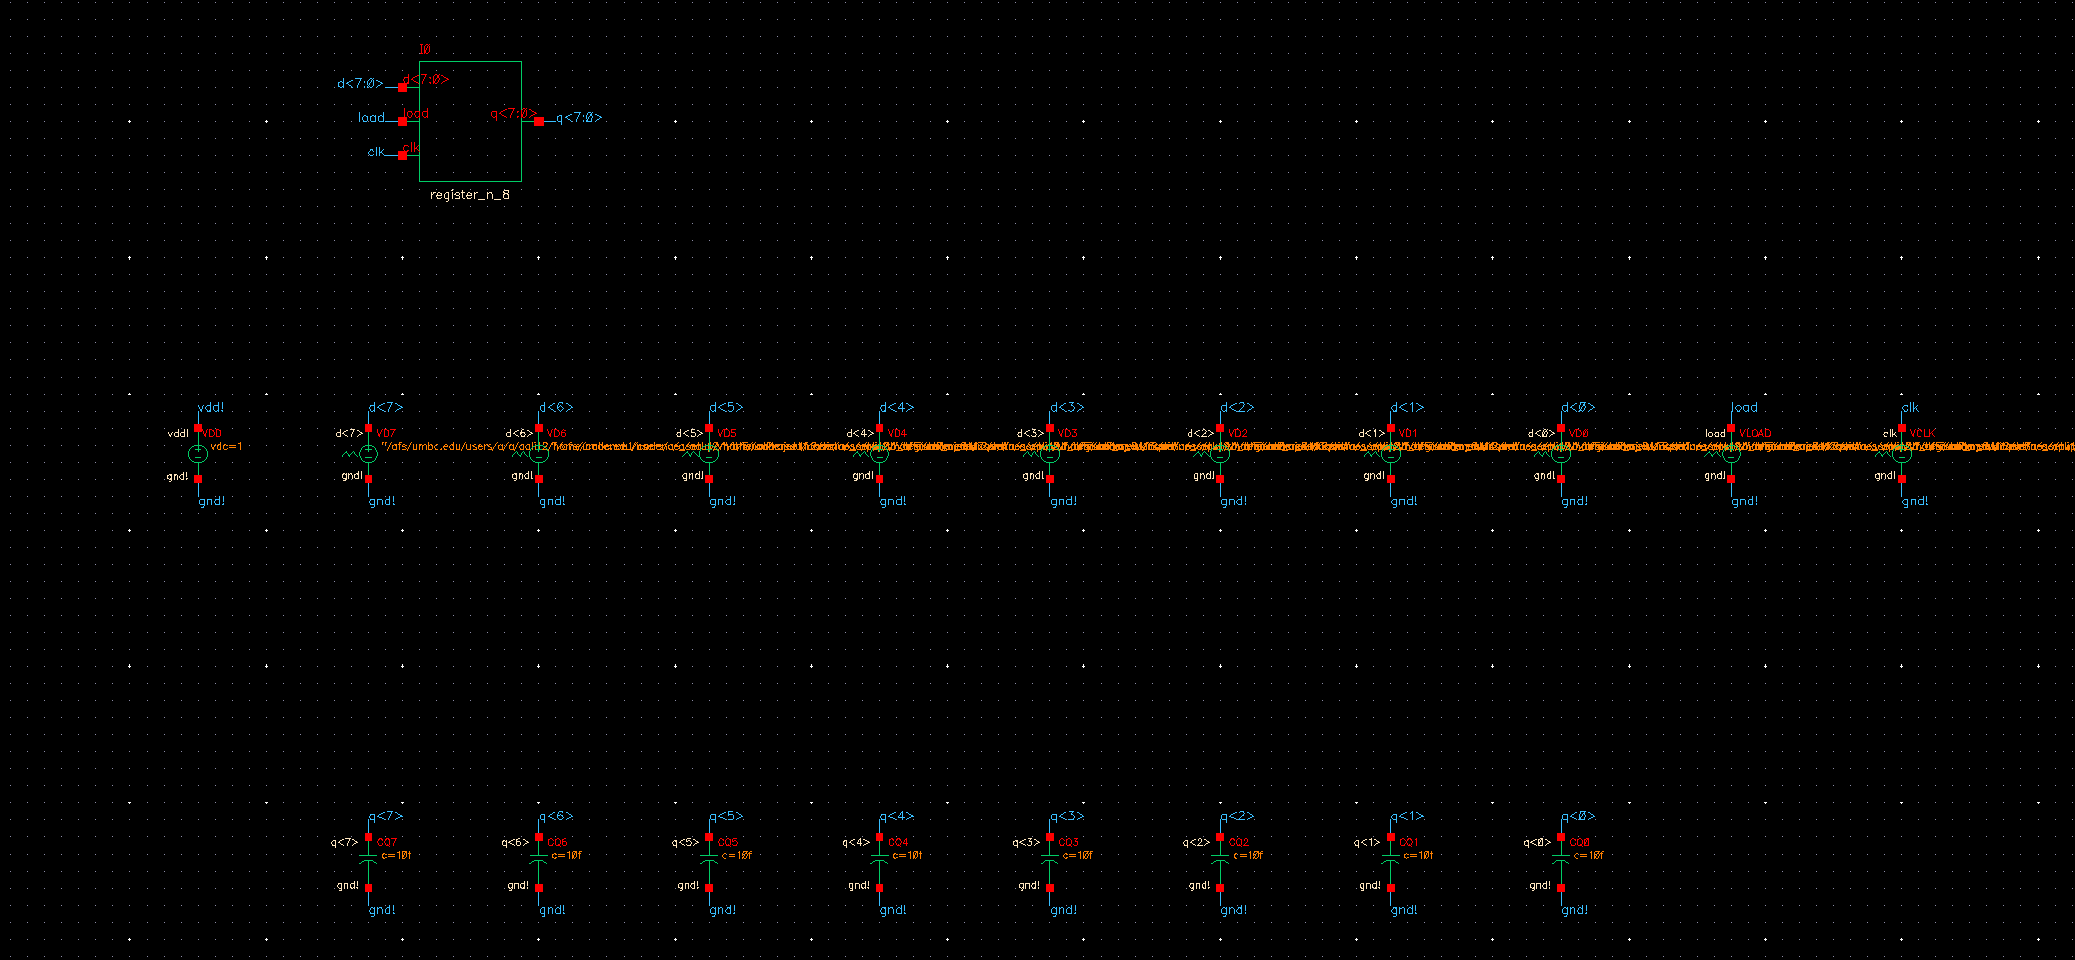 I0
d<7:0> d<7:0>
load load q<7:0> q<7:0>
clk clk
register_n_8
vdd! d<7> d<6> d<5> d<4> d<3> d<2> d<1> d<0> load clk
vdd! VDD d<7> VD7 d<6> VD6 d<5> VD5 d<4> VD4 d<3> VD3 d<2> VD2 d<1> VD1 d<0> VD0 load VLOAD clk VCLK
vdc=1 "/afs/umbc.edu/users/
gnd! gnd! gnd! gnd! gnd! gnd! gnd! gnd! gnd! gnd! gnd!
gnd! gnd! gnd! gnd! gnd! gnd! gnd! gnd! gnd! gnd! gnd!
q<7> q<6> q<5> q<4> q<3> q<2> q<1> q<0>
q<7> CQ7 q<6> CQ6 q<5> CQ5 q<4> CQ4 q<3> CQ3 q<2> CQ2 q<1> CQ1 q<0> CQ0
c=10f c=10f c=10f c=10f c=10f c=10f c=10f c=10f
gnd! gnd! gnd! gnd! gnd! gnd! gnd! gnd!
gnd! gnd! gnd! gnd! gnd! gnd! gnd! gnd!